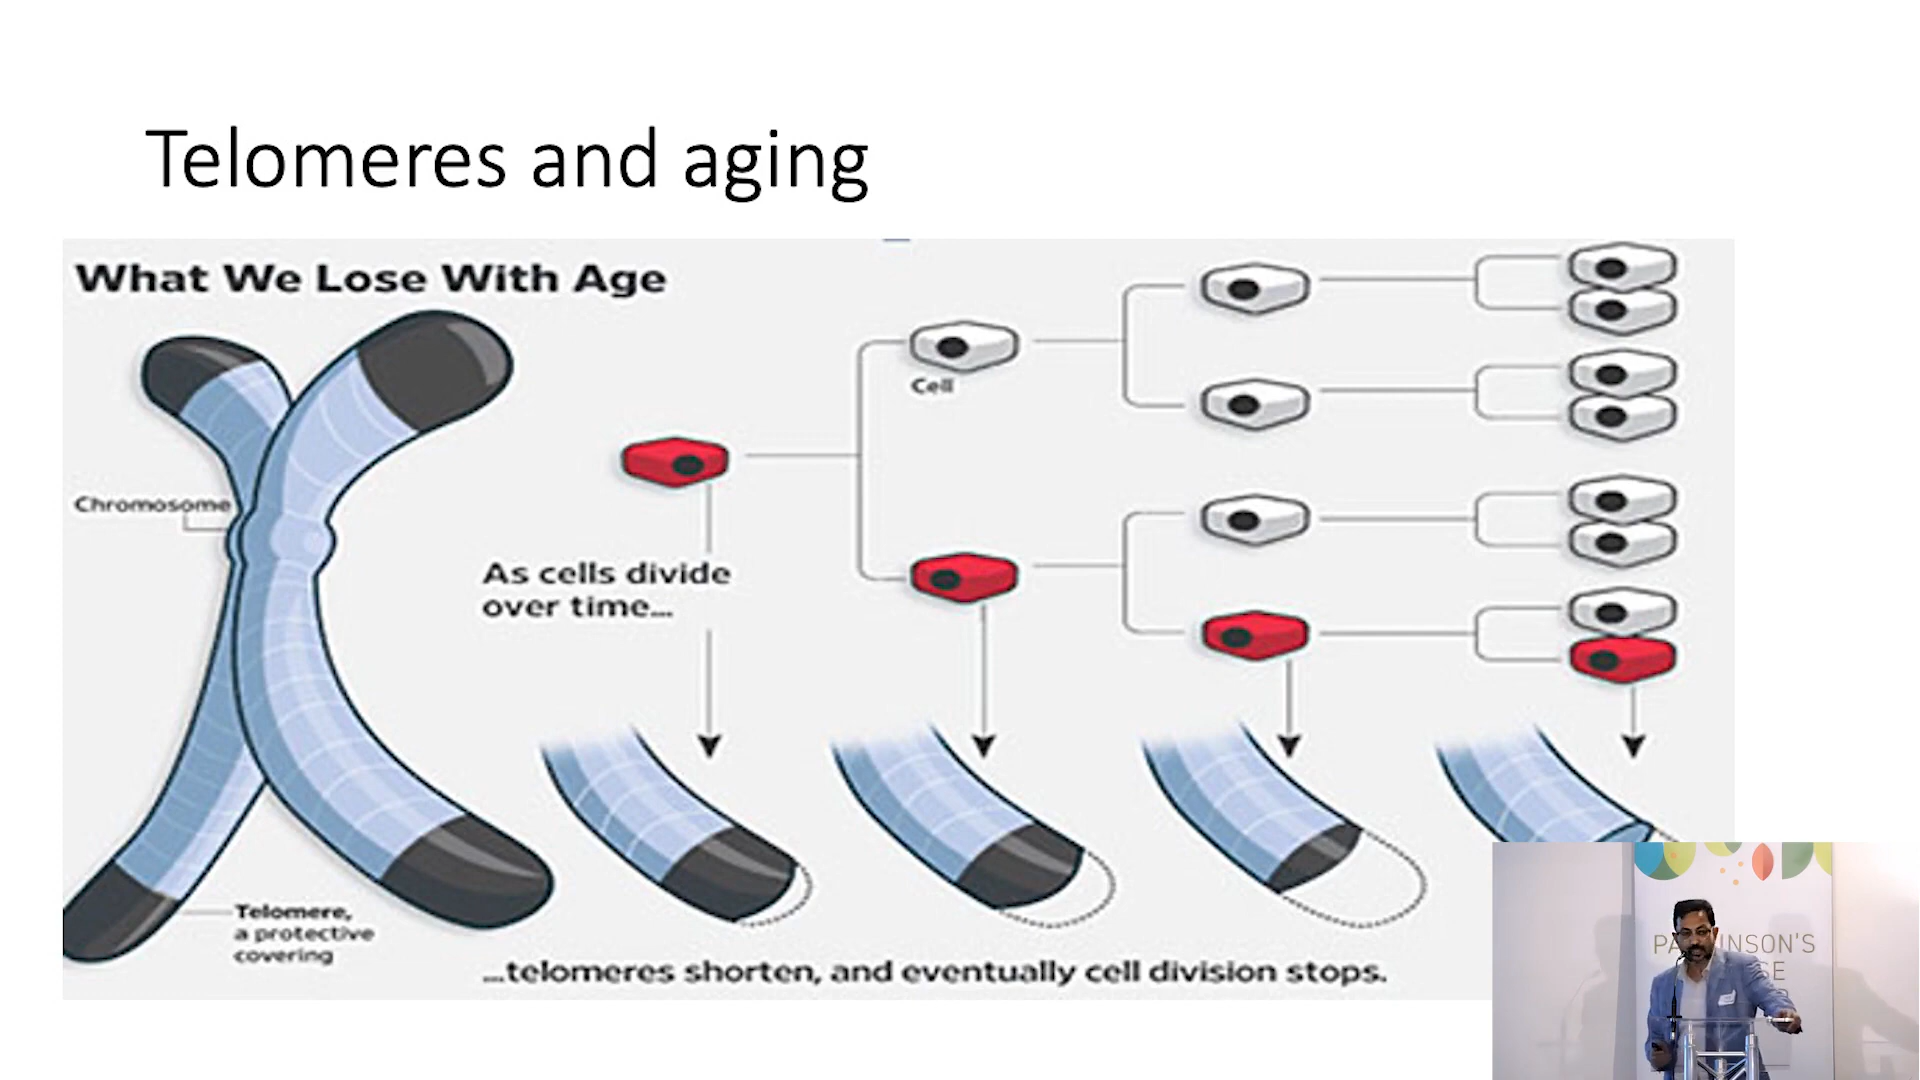 Telomeres and aging
What We Lose With Age
Cell
Chromosome
As cells divide
over time...
Telomere,
a protective
covering
...telomeres shorten, and eventually cell division stops.
INSON'S